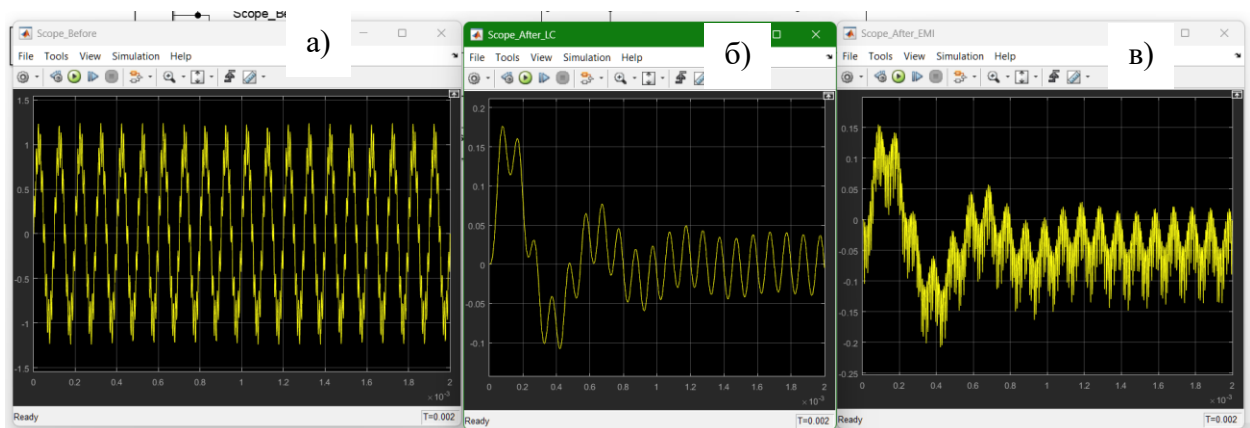 Scope_Be
Scope_Before
а)
File Tools View Simulation Help
1.5
1
0.5
0
-0.5
-1
-1.5
0 0.2 0.4 0.6 0.8 1 1.2 1.4 1.6 1.8 2
×10⁻³
Ready T=0.002
Scope_After_LC
б)
File Tools View Simulation Help
0.2
0.15
0.1
0.05
0
-0.05
-0.1
0 0.2 0.4 0.6 0.8 1 1.2 1.4 1.6 1.8 2
×10⁻³
Ready T=0.002
Scope_After_EMI
в)
File Tools View Simulation Help
0.15
0.1
0.05
0
-0.05
-0.1
-0.15
-0.2
-0.25
0 0.2 0.4 0.6 0.8 1 1.2 1.4 1.6 1.8 2
×10⁻³
Ready T=0.002